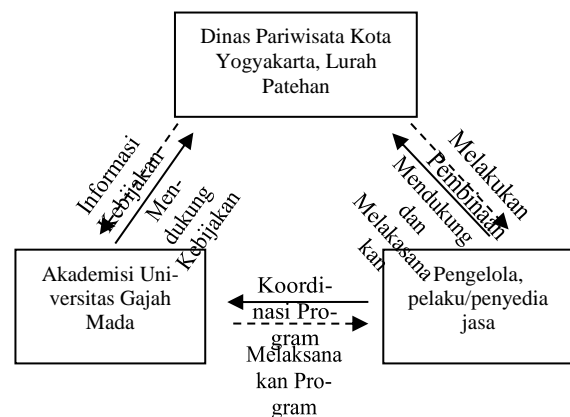 Dinas Pariwisata Kota
Yogyakarta, Lurah
Patehan
Informasi
Kebijakan
Men-
dukung
Kebijakan
Melakukan
Pembinaan
Mendukung
dan
Melakasana
kan
Akademisi Uni-
versitas Gajah
Mada
Koordi-
nasi Pro-
gram
Melaksana
kan Pro-
gram
Pengelola,
pelaku/penyedia
jasa